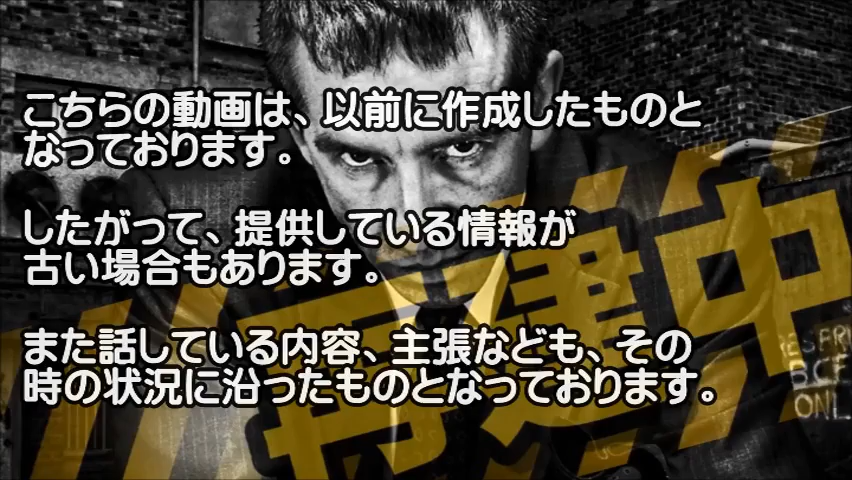 こちらの動画は、以前に作成したものと
なっております。
したがって、提供している情報が
古い場合もあります。
また話している内容、主張なども、その
時の状況に沿ったものとなっております。
再建中
ONLY